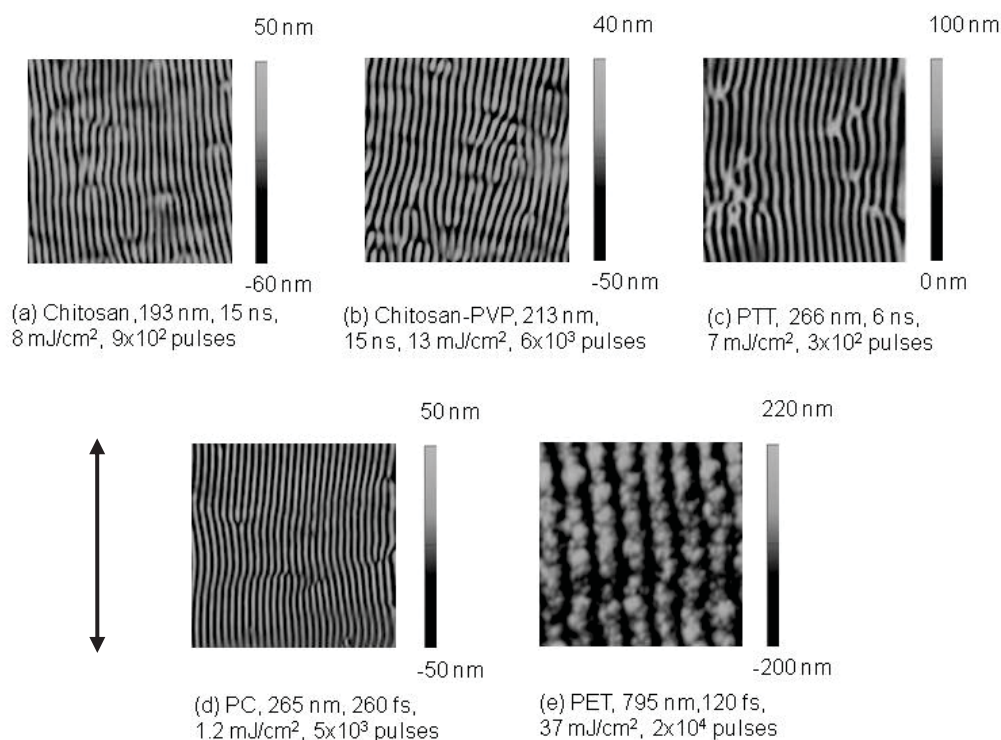 50 nm
40 nm
100 nm
-60 nm
-50 nm
0 nm
(a) Chitosan ,193 nm, 15 ns,
8 mJ/cm², 9x10² pulses
(b) Chitosan-PVP, 213 nm,
15 ns, 13 mJ/cm², 6x10³ pulses
(c) PTT, 266 nm, 6 ns,
7 mJ/cm², 3x10² pulses
50 nm
220 nm
-50 nm
-200 nm
(d) PC, 265 nm, 260 fs,
1.2 mJ/cm², 5x10³ pulses
(e) PET, 795 nm,120 fs,
37 mJ/cm², 2x10⁴ pulses